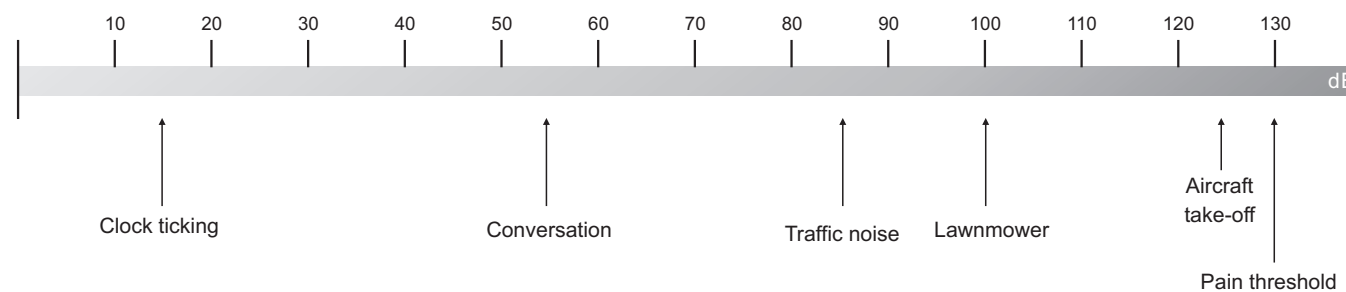 10 20 30 40 50 60 70 80 90 100 110 120 130
dB
Clock ticking
Conversation
Traffic noise
Lawnmower
Aircraft
take-off
Pain threshold